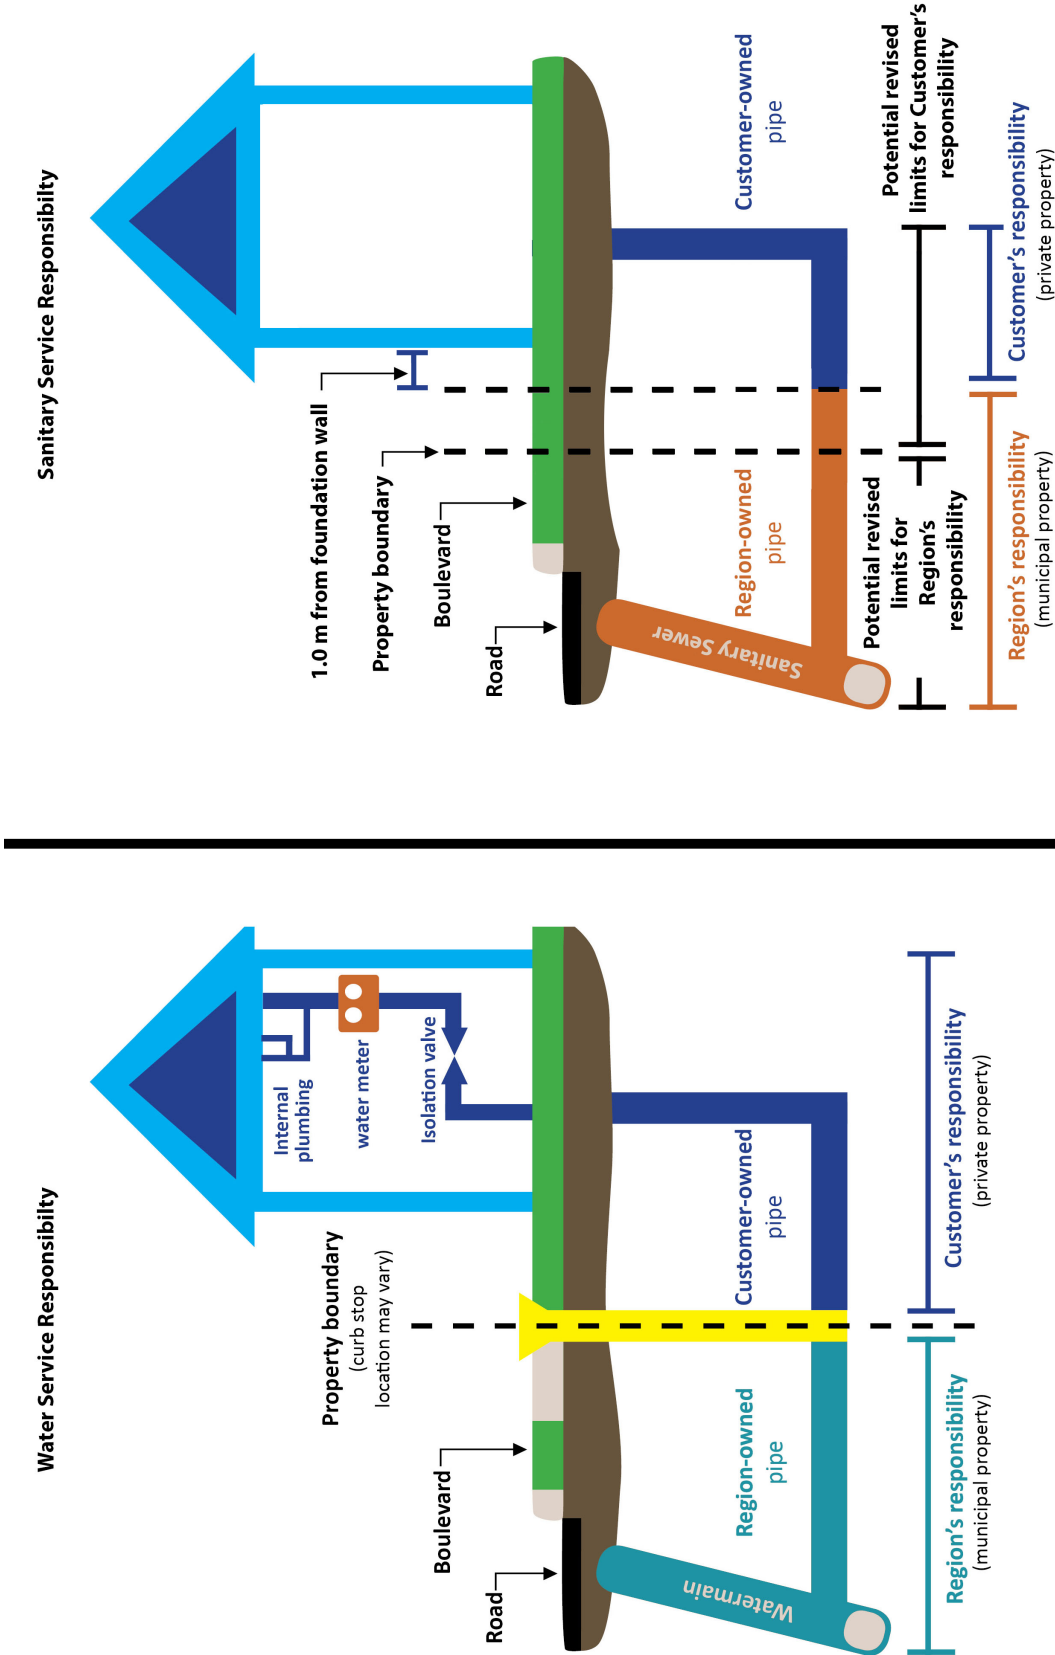 Water Service Responsibilty
Property boundary
(curb stop
location may vary)
Boulevard
Road
Internal
plumbing
water meter
Isolation valve
Watermain
Region-owned
pipe
Customer-owned
pipe
Region's responsibility
(municipal property)
Customer's responsibility
(private property)
Sanitary Service Responsibilty
1.0 m from foundation wall
Property boundary
Boulevard
Road
Sanitary Sewer
Region-owned
pipe
Customer-owned
pipe
Potential revised
limits for
Region's
responsibility
Potential revised
limits for Customer's
responsibility
Region's responsibility
(municipal property)
Customer's responsibility
(private property)